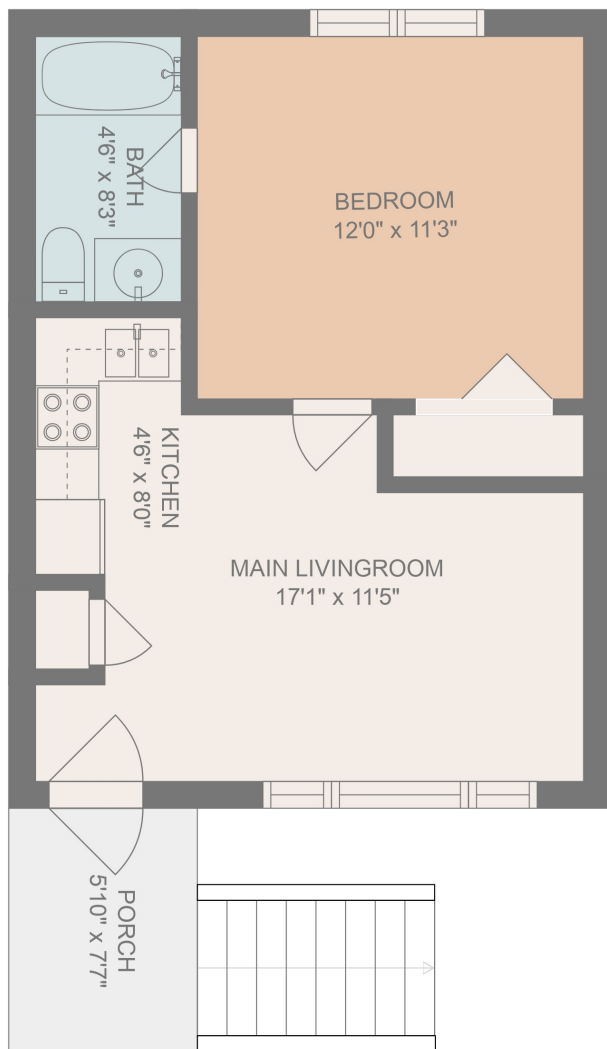 BEDROOM
12'0" x 11'3"
BATH
4'6" x 8'3"
KITCHEN
4'6" x 8'0"
MAIN LIVINGROOM
17'1" x 11'5"
PORCH
5'10" x 7'7"